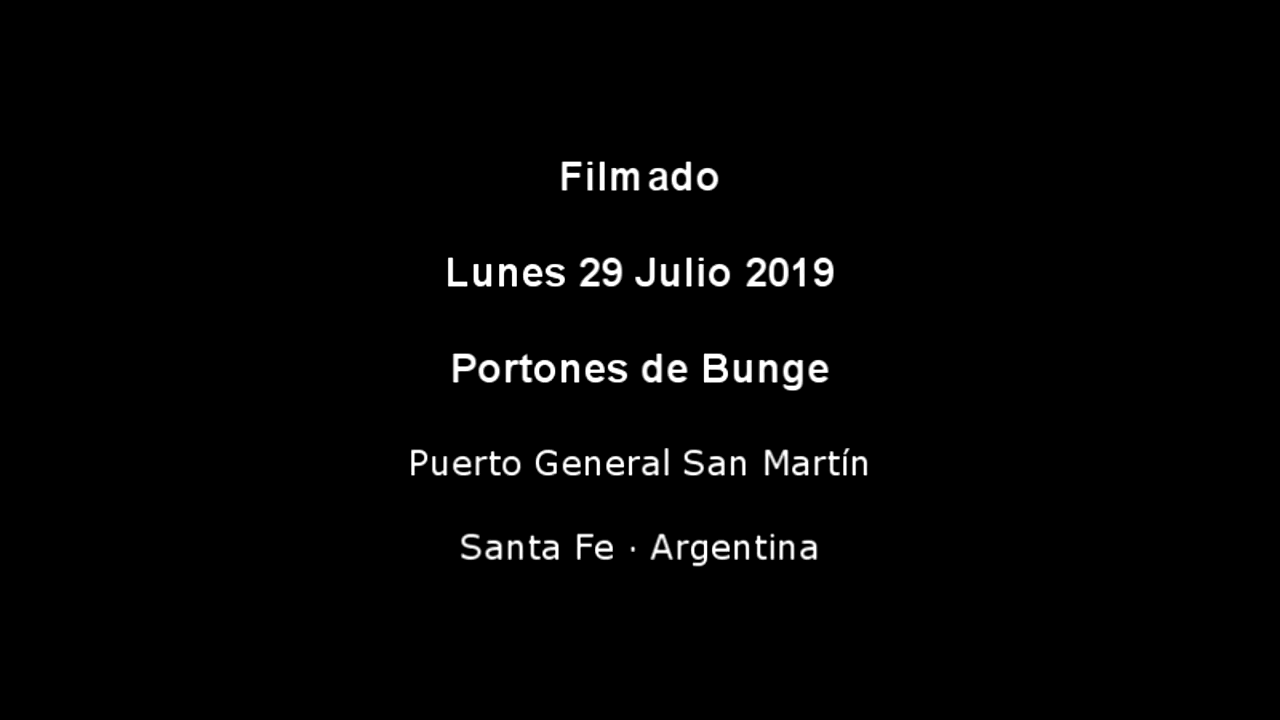 Filmado
Lunes 29 Julio 2019
Portones de Bunge
Puerto General San Martín
Santa Fe · Argentina